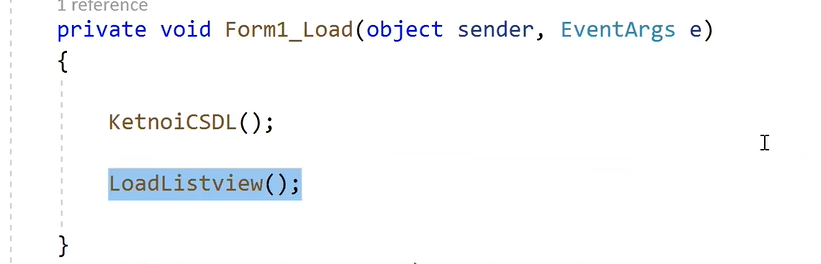 1 reference
private void Form1_Load(object sender, EventArgs e)
{
KetnoiCSDL();
LoadListview();
}